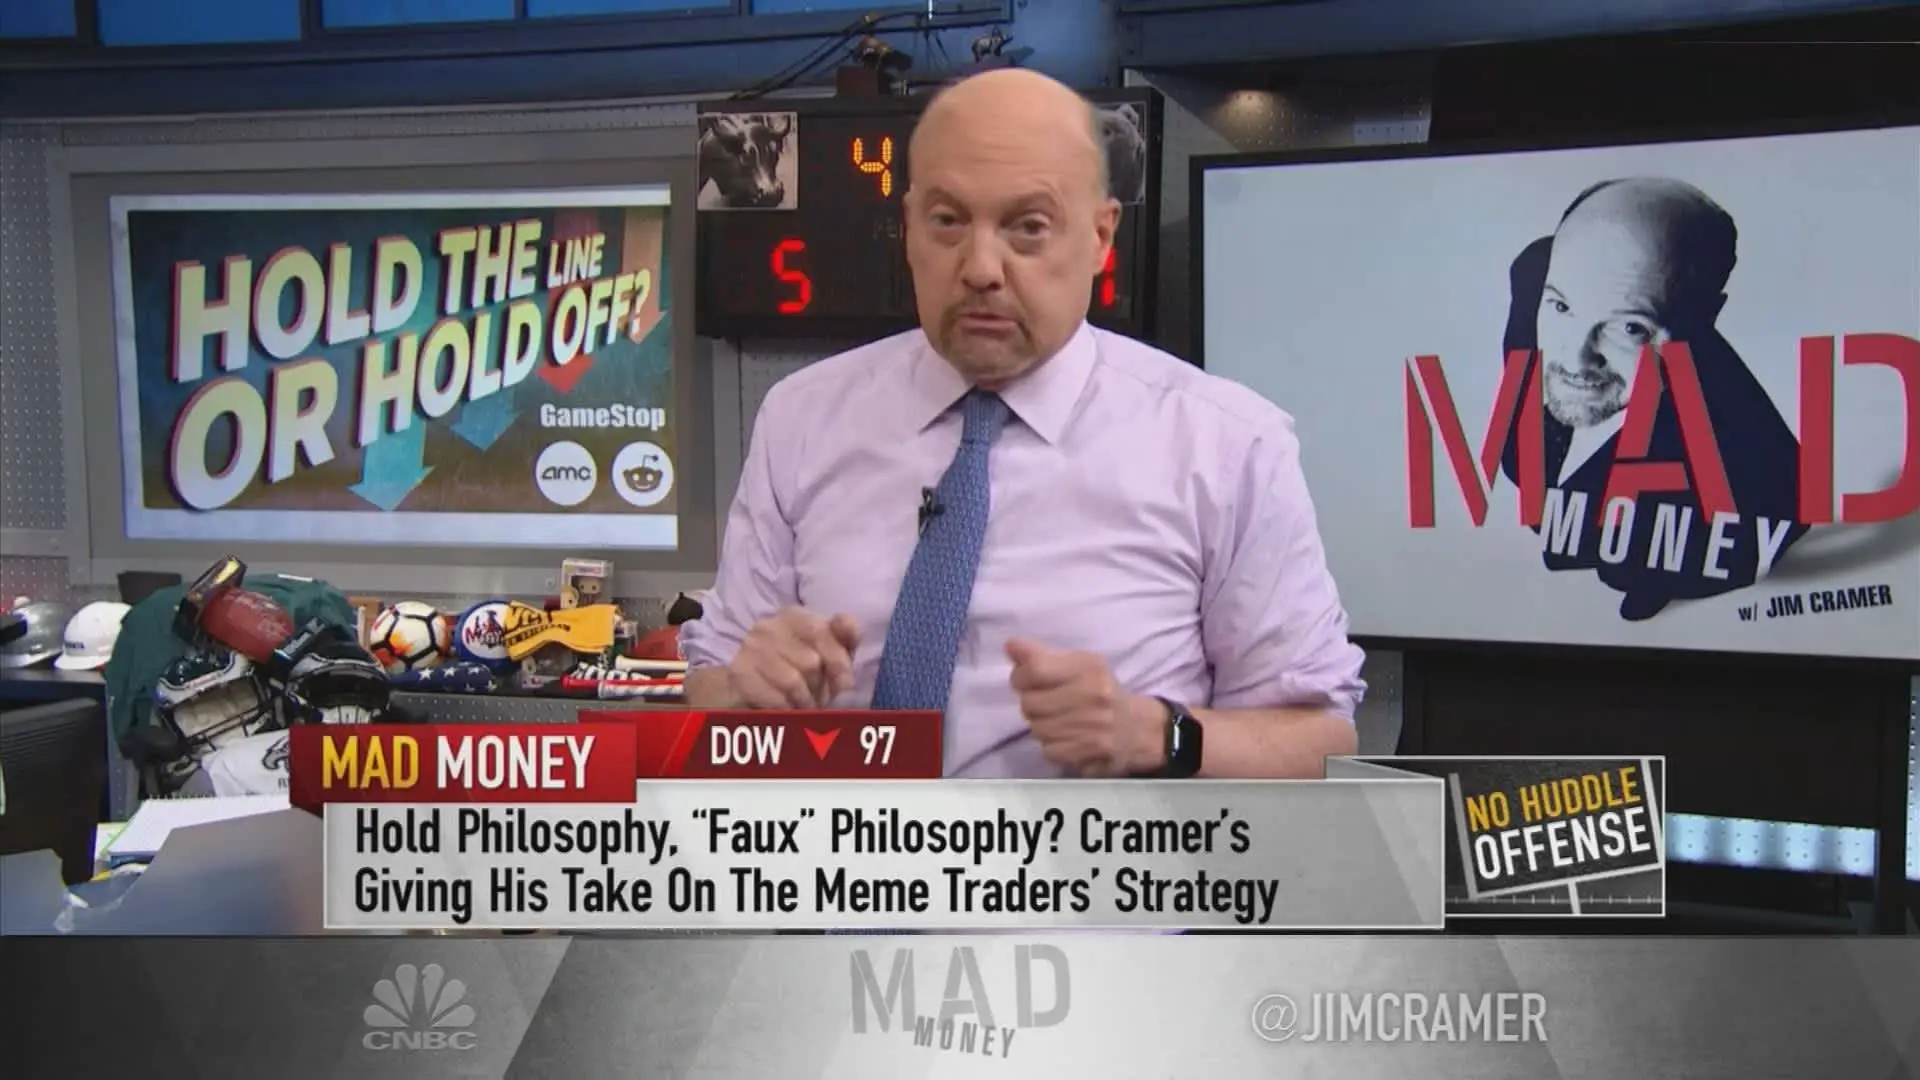 HOLD THE LINE
OR HOLD OFF?
GameStop
amc
4
5
1
MAD
MONEY
w/ JIM CRAMER
MAD MONEY
DOW ▼ 97
Hold Philosophy, “Faux” Philosophy? Cramer’s
Giving His Take On The Meme Traders’ Strategy
NO HUDDLE
OFFENSE
CNBC
MAD
MONEY
@JIMCRAMER